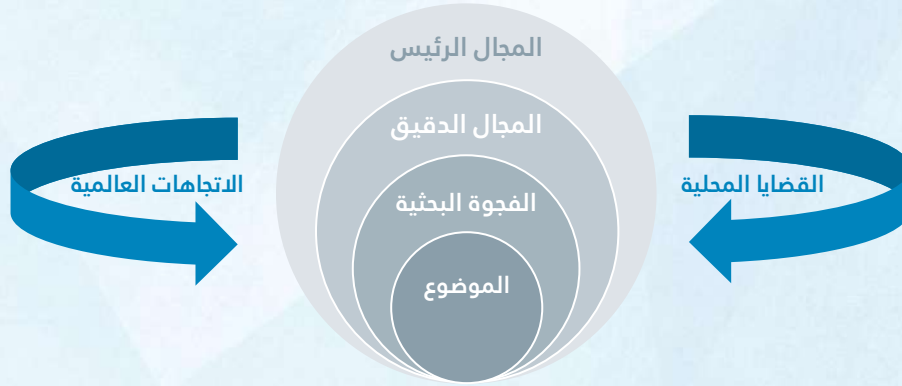 المجال الرئيس
المجال الدقيق
القضايا المحلية
الاتجاهات العالمية
الفجوة البحثية
الموضوع